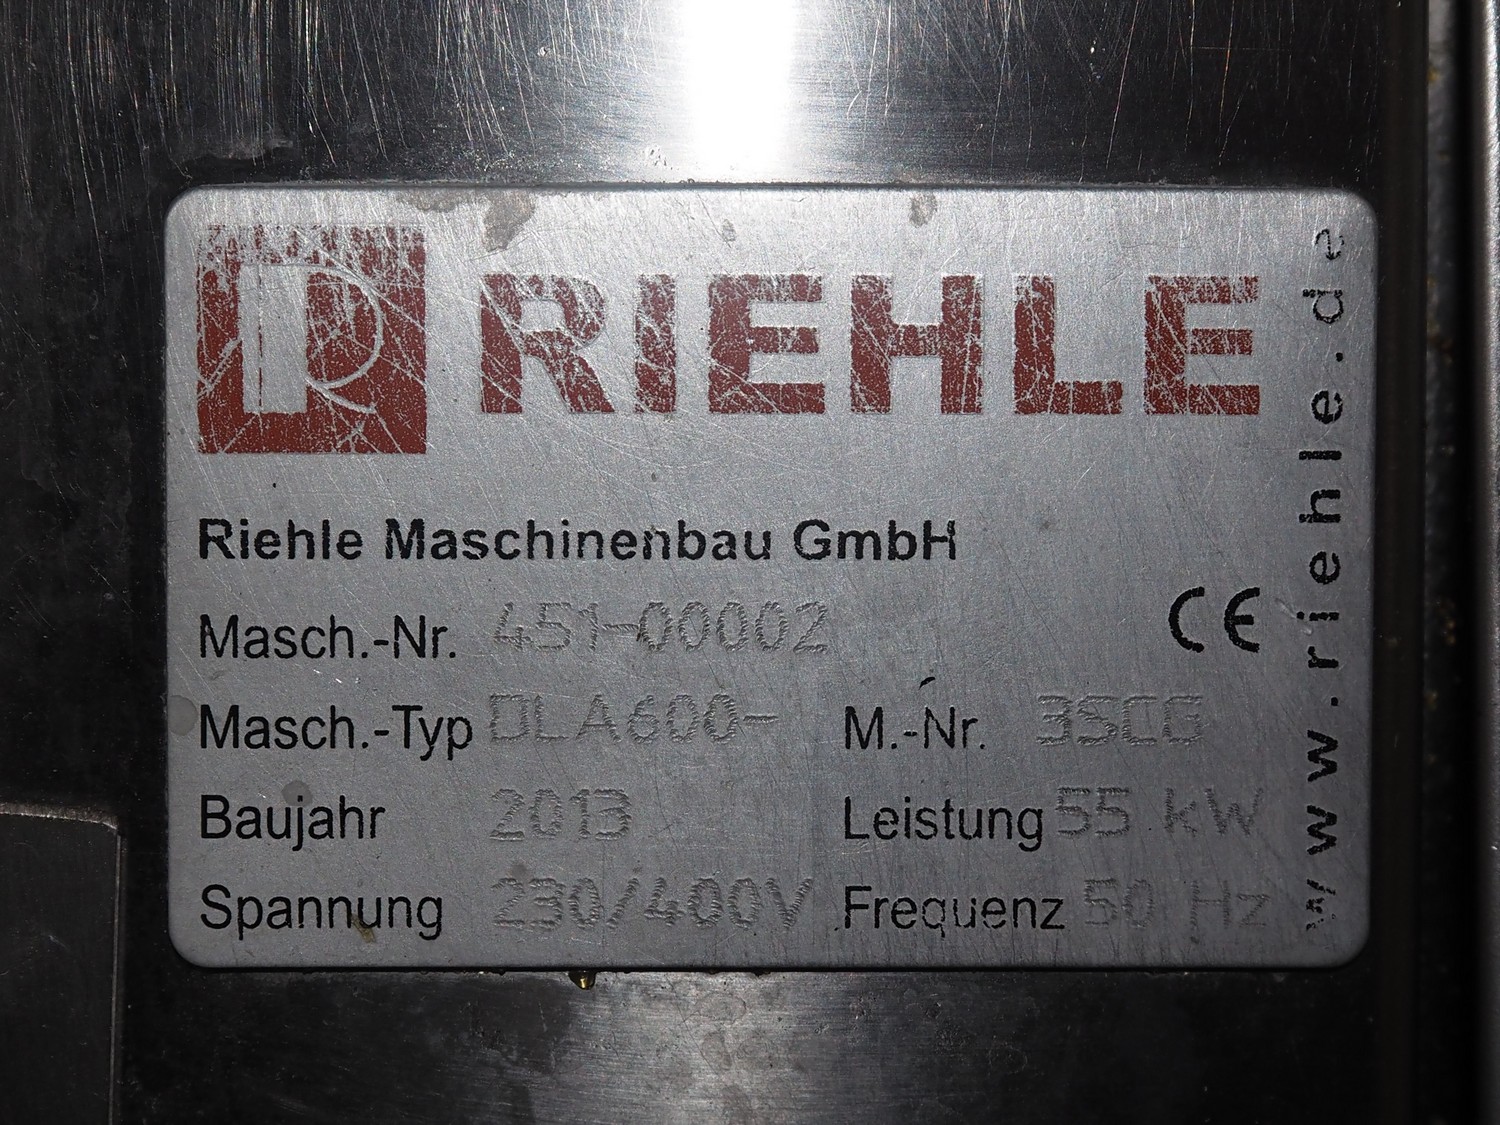 RIEHLE
Riehle Maschinenbau GmbH
Masch.-Nr. 451-00002
CE
Masch.-Typ DLA600-
M.-Nr. 3SCG
Baujahr 2013
Leistung 55 kW
Spannung 230/400V
Frequenz 50 Hz
www.riehle.de